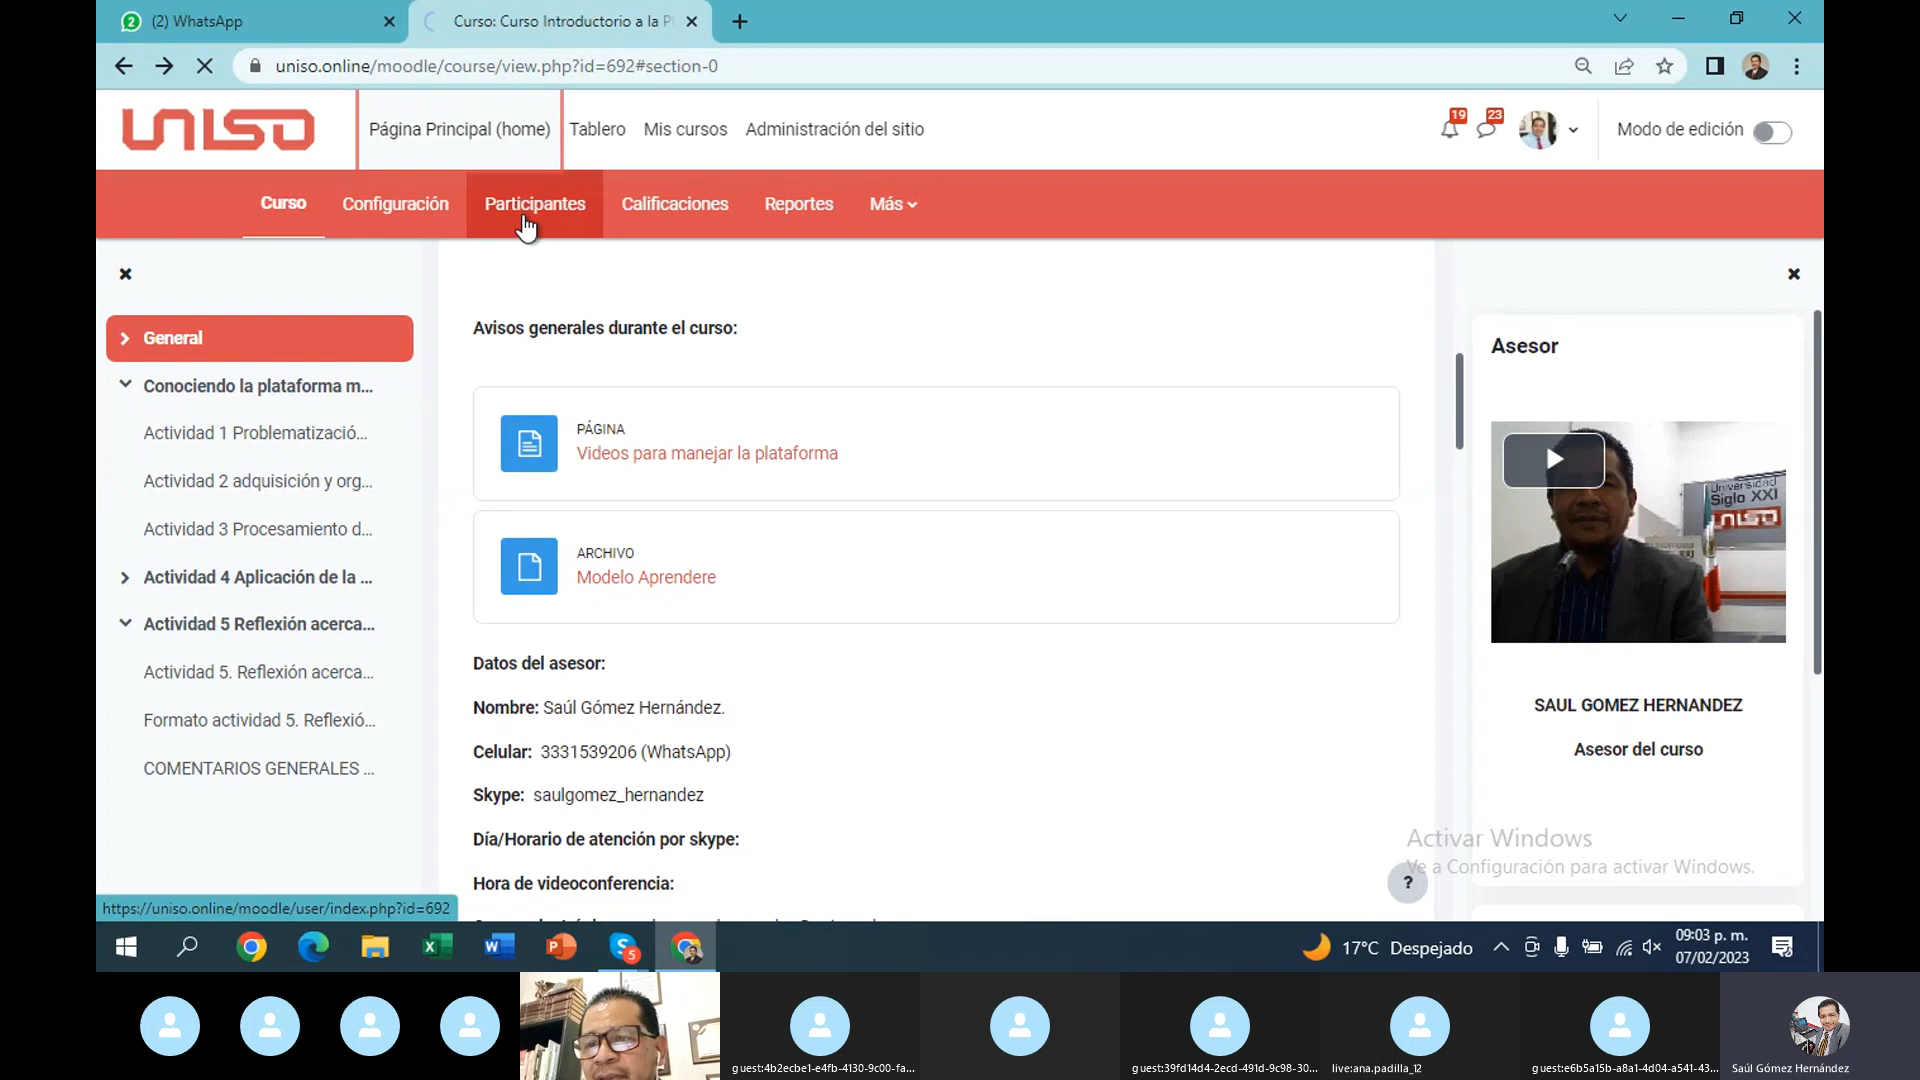 (2) WhatsApp
Curso: Curso Introductorio a la P
uniso.online/moodle/course/view.php?id=692#section-0
UNISO
Página Principal (home)
Tablero
Mis cursos
Administración del sitio
19
23
Modo de edición
Curso
Configuración
Participantes
Calificaciones
Reportes
Más
General
Conociendo la plataforma m...
Actividad 1 Problematizació...
Actividad 2 adquisición y org...
Actividad 3 Procesamiento d...
Actividad 4 Aplicación de la ...
Actividad 5 Reflexión acerca...
Actividad 5. Reflexión acerca...
Formato actividad 5. Reflexió...
COMENTARIOS GENERALES ...
Avisos generales durante el curso:
PÁGINA
Videos para manejar la plataforma
ARCHIVO
Modelo Aprendere
Datos del asesor:
Nombre: Saúl Gómez Hernández.
Celular: 3331539206 (WhatsApp)
Skype: saulgomez_hernandez
Día/Horario de atención por skype:
Hora de videoconferencia:
Asesor
Universidad
Siglo XXI
UNISO
SAUL GOMEZ HERNANDEZ
Asesor del curso
Activar Windows
Ve a Configuración para activar Windows.
?
https://uniso.online/moodle/user/index.php?id=692
5
17°C Despejado
09:03 p. m.
07/02/2023
guest:4b2ecbe1-e4fb-4130-9c00-fa...
guest:39fd14d4-2ecd-491d-9c98-30...
live:ana.padilla_12
guest:e6b5a15b-a8a1-4d04-a541-43...
Saúl Gómez Hernández